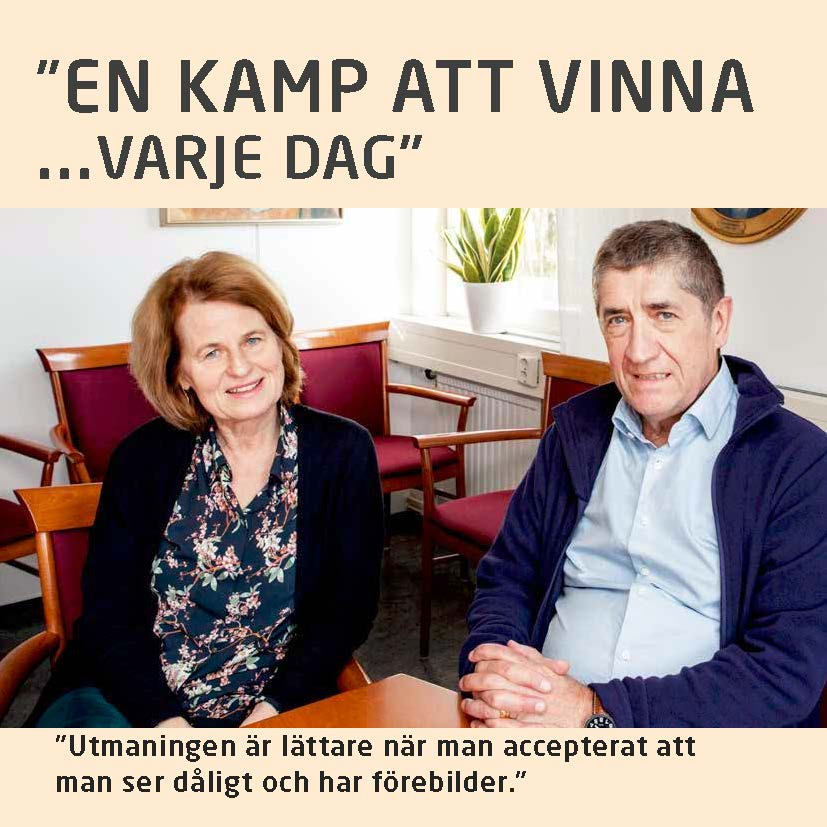 ”EN KAMP ATT VINNA
...VARJE DAG”
”Utmaningen är lättare när man accepterat att
man ser dåligt och har förebilder.”